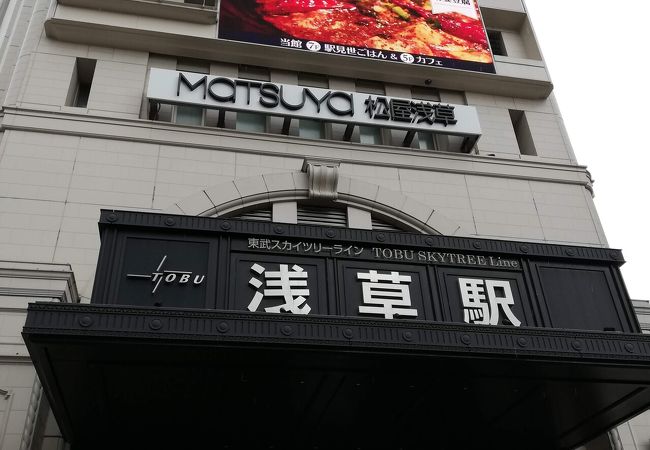 当館 7F 駅見世ごはん & 5F カフェ
MATSUYA 松屋浅草
東武スカイツリーライン TOBU SKYTREE Line
TOBU
浅草駅